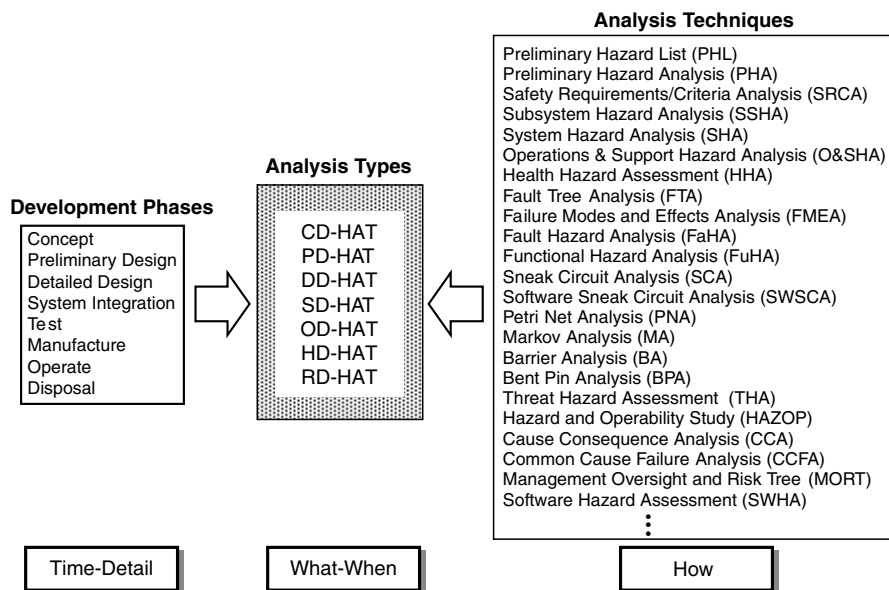 Analysis Techniques
Preliminary Hazard List (PHL)
Preliminary Hazard Analysis (PHA)
Safety Requirements/Criteria Analysis (SRCA)
Subsystem Hazard Analysis (SSHA)
System Hazard Analysis (SHA)
Operations & Support Hazard Analysis (O&SHA)
Health Hazard Assessment (HHA)
Fault Tree Analysis (FTA)
Failure Modes and Effects Analysis (FMEA)
Fault Hazard Analysis (FaHA)
Functional Hazard Analysis (FuHA)
Sneak Circuit Analysis (SCA)
Software Sneak Circuit Analysis (SWSCA)
Petri Net Analysis (PNA)
Markov Analysis (MA)
Barrier Analysis (BA)
Bent Pin Analysis (BPA)
Threat Hazard Assessment (THA)
Hazard and Operability Study (HAZOP)
Cause Consequence Analysis (CCA)
Common Cause Failure Analysis (CCFA)
Management Oversight and Risk Tree (MORT)
Software Hazard Assessment (SWHA)
Analysis Types
CD-HAT
PD-HAT
DD-HAT
SD-HAT
OD-HAT
HD-HAT
RD-HAT
Development Phases
Concept
Preliminary Design
Detailed Design
System Integration
Test
Manufacture
Operate
Disposal
Time-Detail
What-When
How